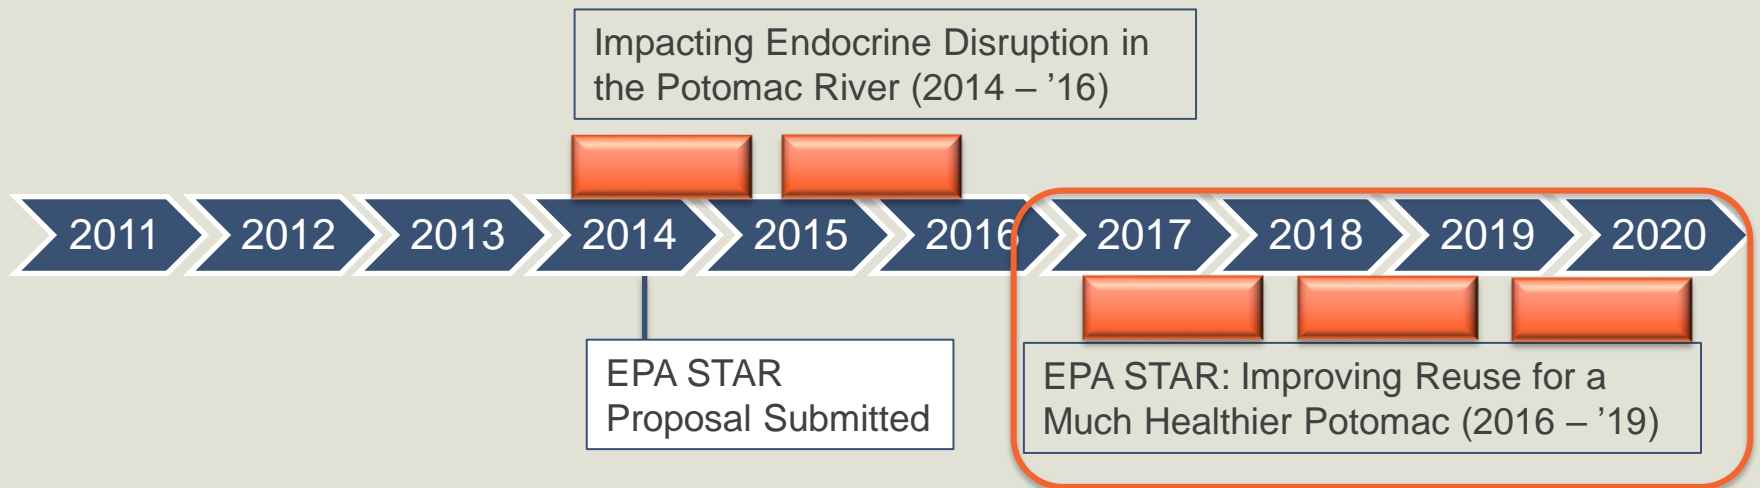 Impacting Endocrine Disruption in
the Potomac River (2014 – ’16)
2011 2012 2013 2014 2015 2016 2017 2018 2019 2020
EPA STAR
Proposal Submitted
EPA STAR: Improving Reuse for a
Much Healthier Potomac (2016 – ’19)